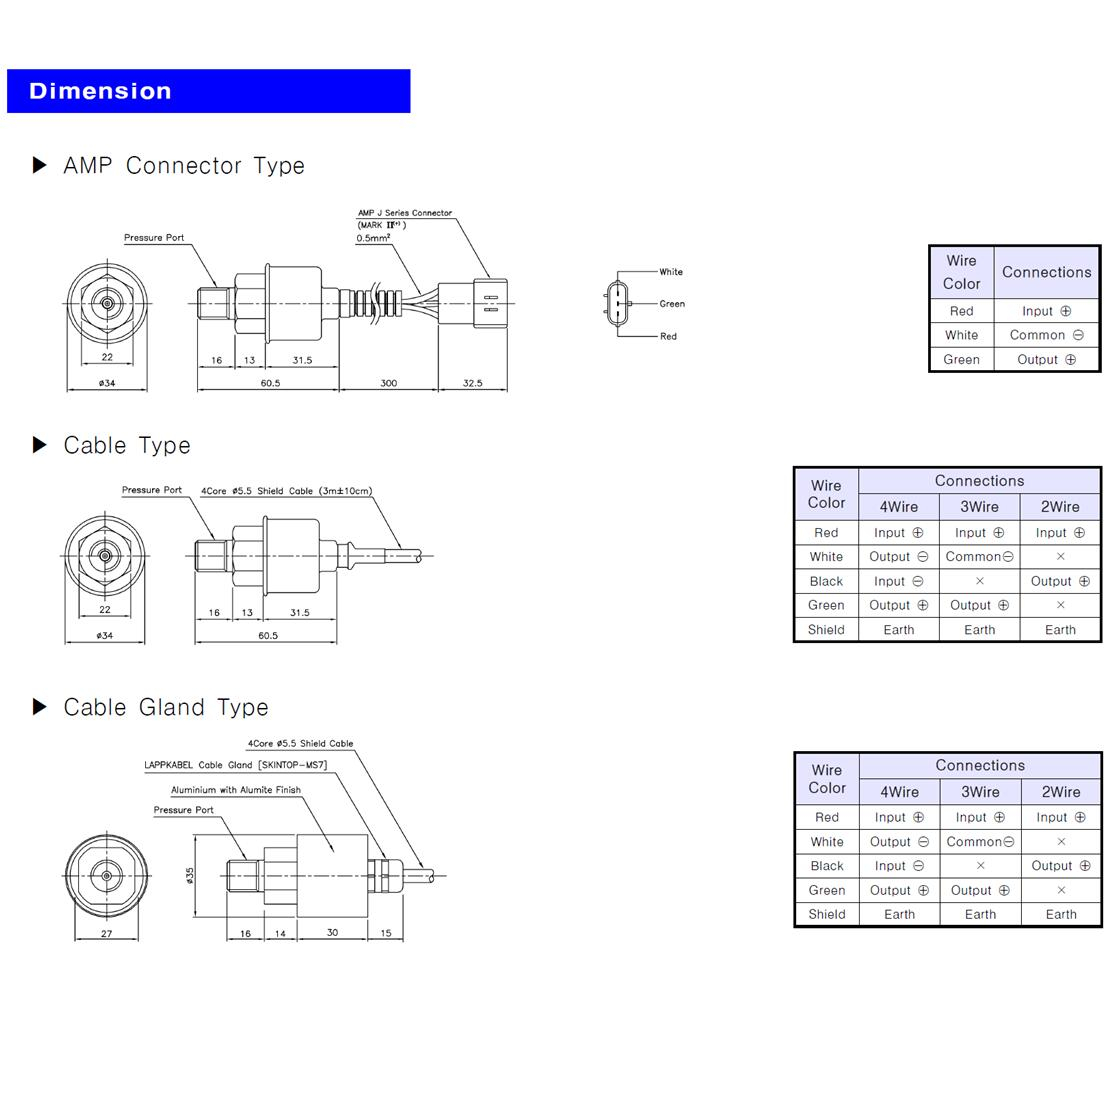 Dimension
▶ AMP Connector Type
AMP J Series Connector
(MARK II(+))
0.5mm²
Pressure Port
22
ø34
16 13 31.5
60.5 300 32.5
White
Green
Red
Wire Color Connections
Red Input ⊕
White Common ⊖
Green Output ⊕
▶ Cable Type
Pressure Port
4Core ø5.5 Shield Cable (3m±10cm)
22
ø34
16 13 31.5
60.5
Wire Color Connections
4Wire 3Wire 2Wire
Red Input ⊕ Input ⊕ Input ⊕
White Output ⊖ Common⊖ ×
Black Input ⊖ × Output ⊕
Green Output ⊕ Output ⊕ ×
Shield Earth Earth Earth
▶ Cable Gland Type
4Core ø5.5 Shield Cable
LAPPKABEL Cable Gland [SKINTOP-MS7]
Aluminium with Alumite Finish
Pressure Port
ø35
27
16 14 30 15
Wire Color Connections
4Wire 3Wire 2Wire
Red Input ⊕ Input ⊕ Input ⊕
White Output ⊖ Common⊖ ×
Black Input ⊖ × Output ⊕
Green Output ⊕ Output ⊕ ×
Shield Earth Earth Earth